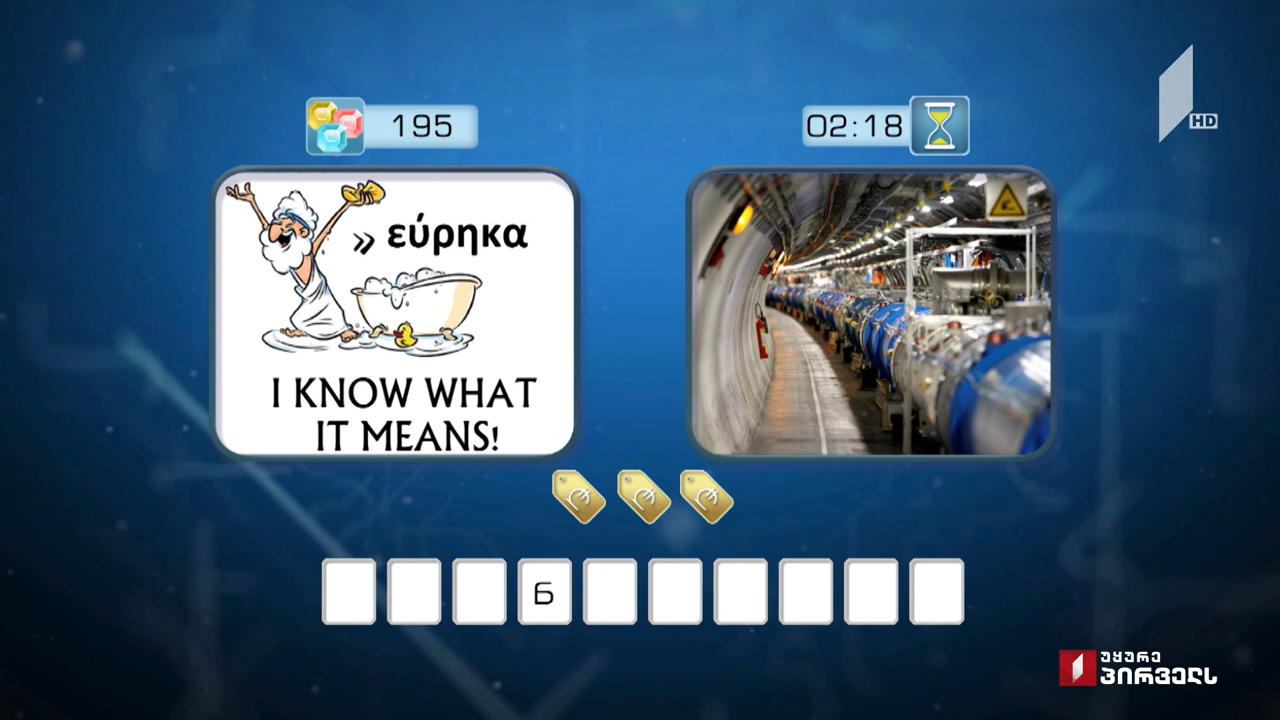 195
02:18
HD
» εύρηκα
I KNOW WHAT
IT MEANS!
ნ
უყურე
პირველს